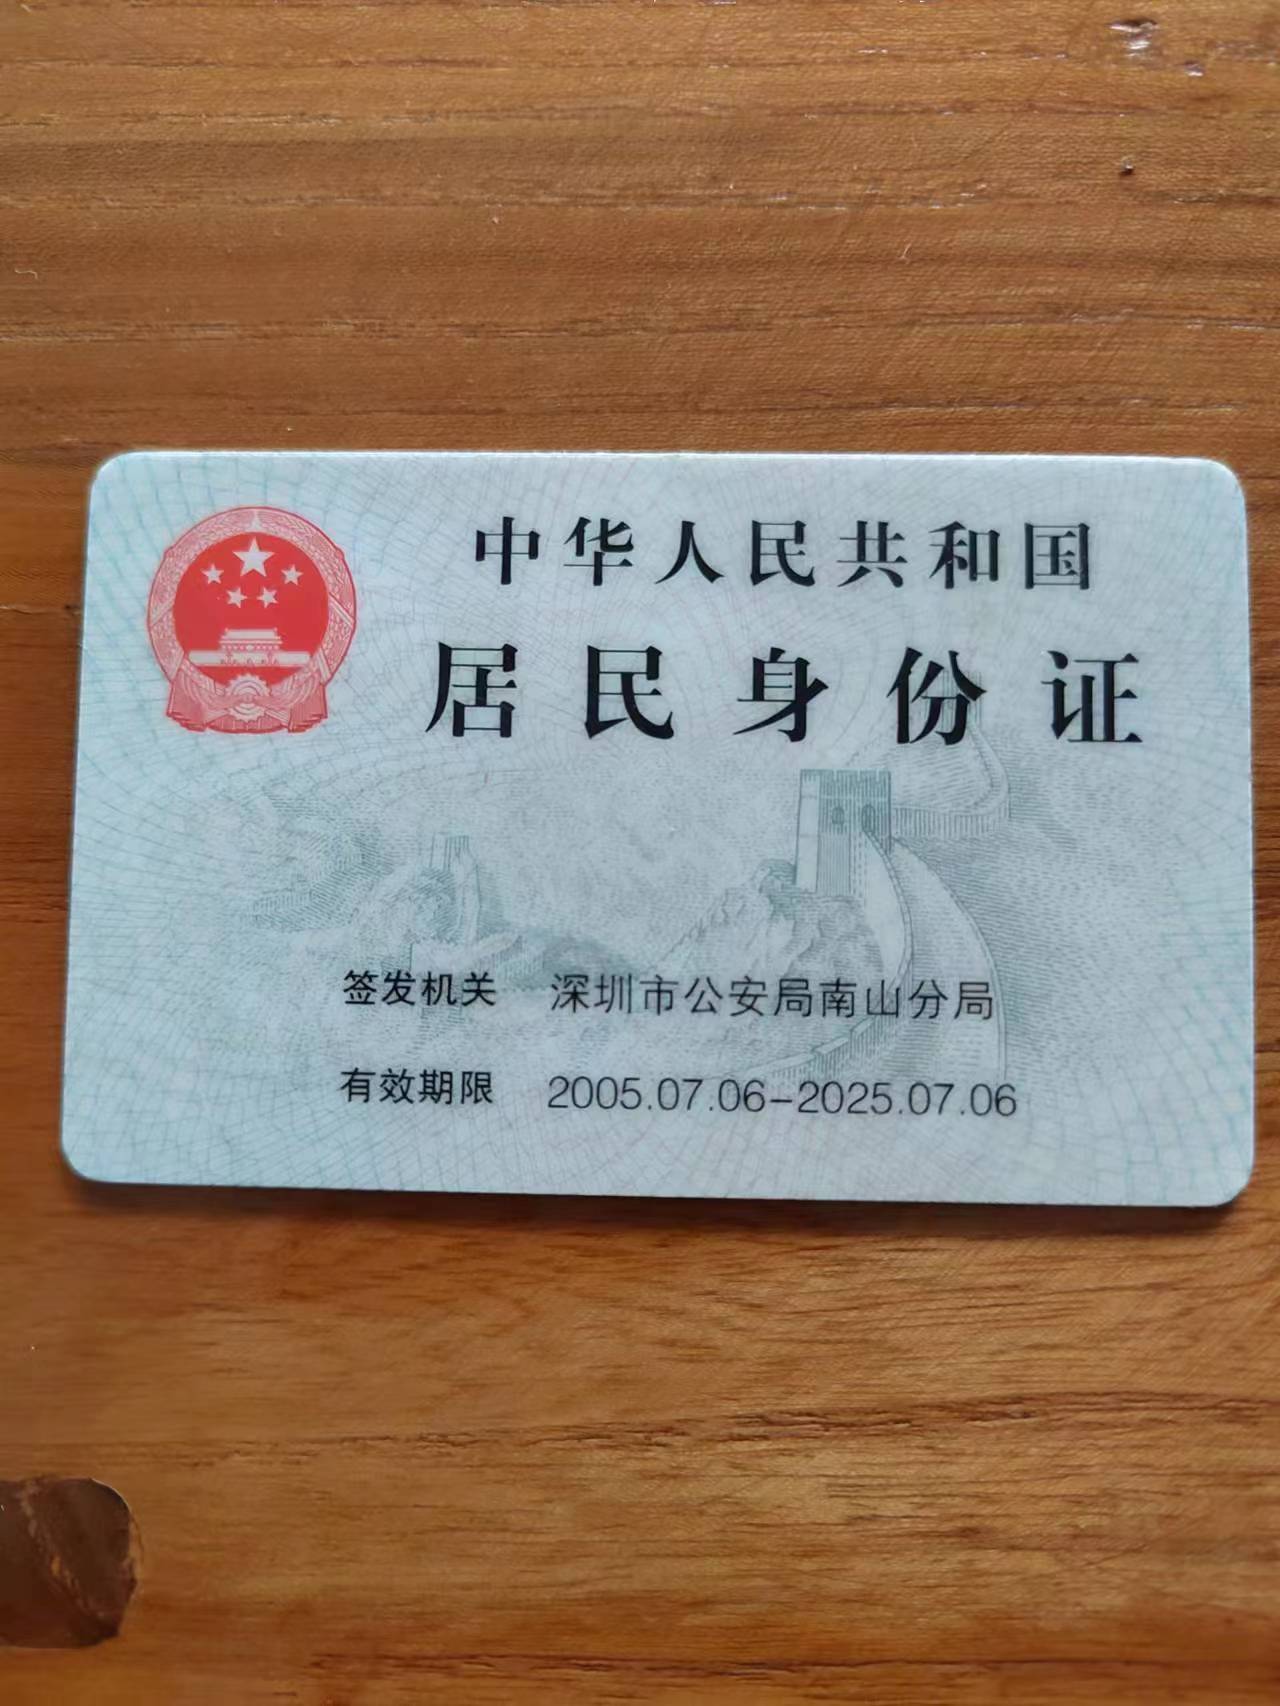 中华人民共和国
居民身份证
签发机关 深圳市公安局南山分局
有效期限 2005.07.06-2025.07.06